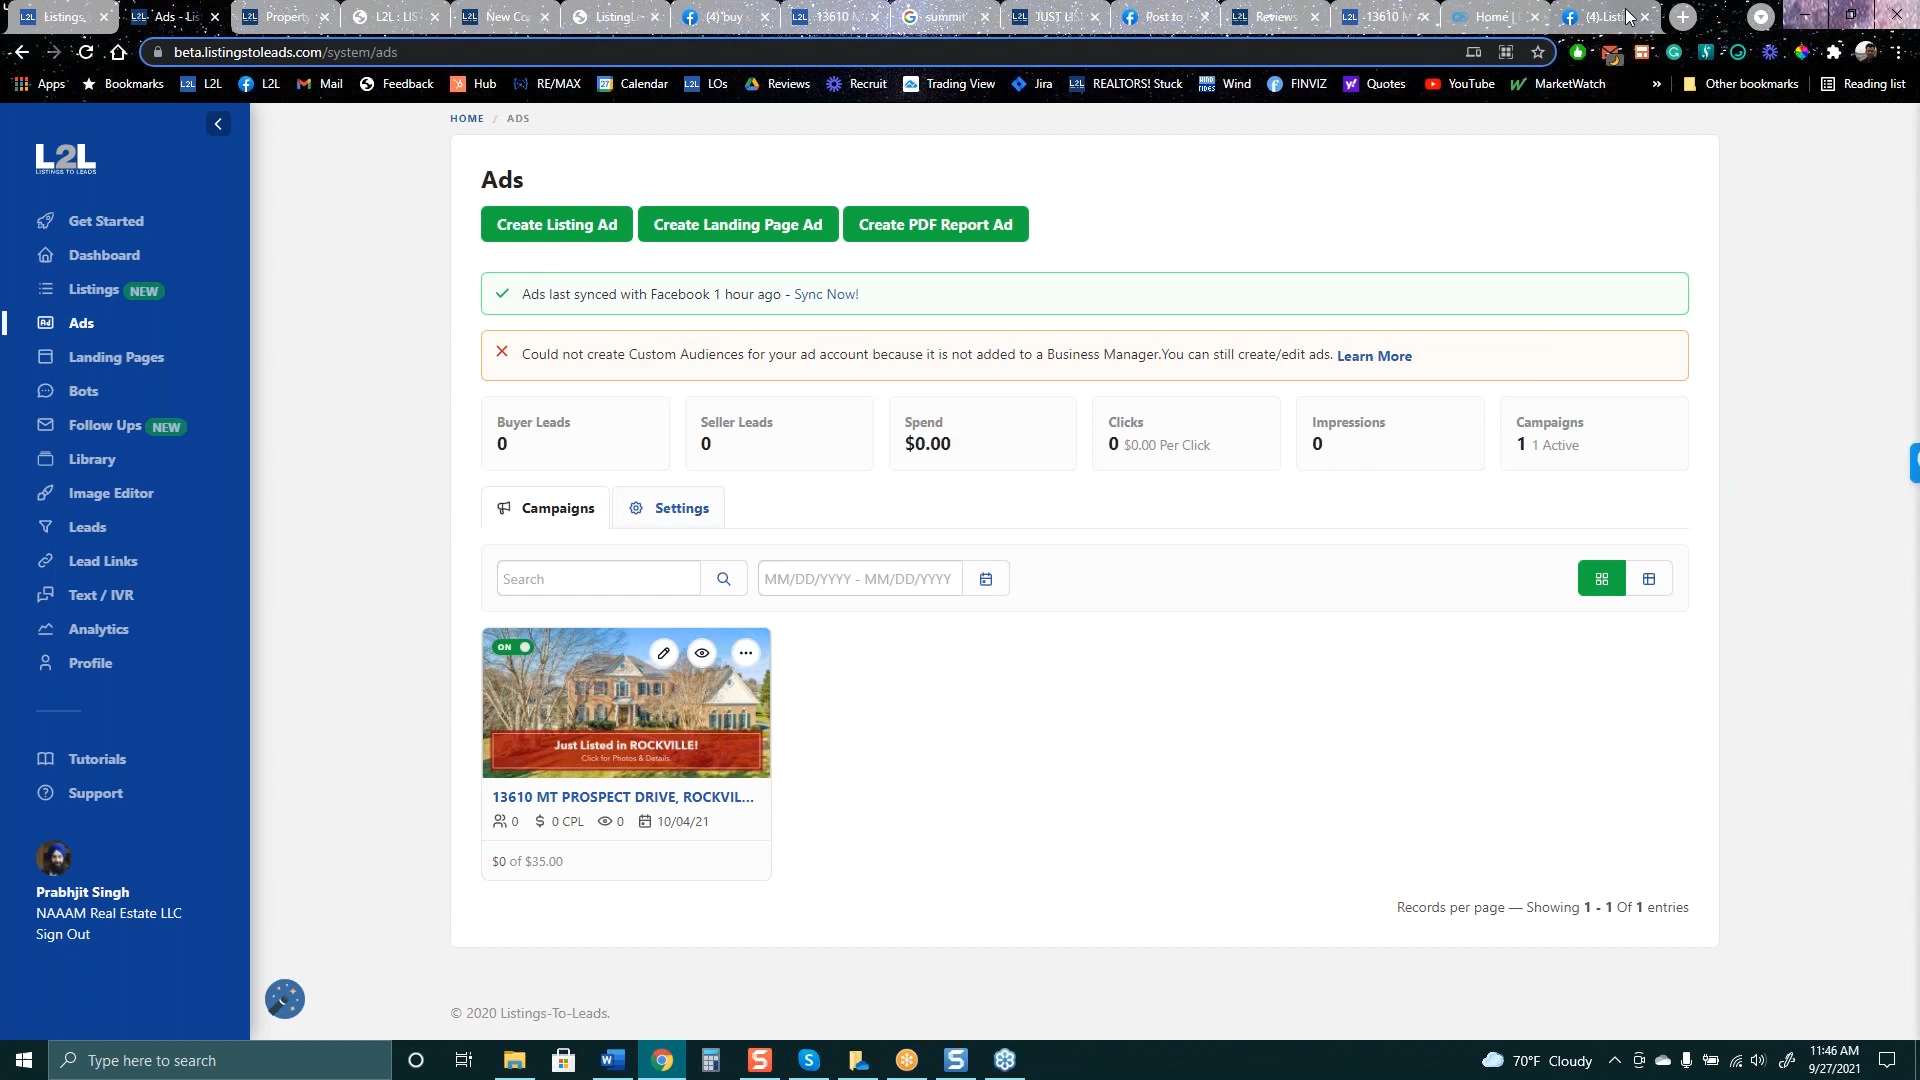 Listings,
Ads - Lis
Property
L2L : LIS
New Co
ListingLe
(4) buy
13610 M
summit
JUST LIS
Post to
Reviews
13610 M
Home |
(4) Listi
beta.listingstoleads.com/system/ads
Apps
Bookmarks
L2L
L2L
Mail
Feedback
Hub
RE/MAX
Calendar
LOs
Reviews
Recruit
Trading View
Jira
REALTORS! Stuck
Wind
FINVIZ
Quotes
YouTube
MarketWatch
»
Other bookmarks
Reading list
L2L
LISTINGS TO LEADS
Get Started
Dashboard
Listings NEW
Ads
Landing Pages
Bots
Follow Ups NEW
Library
Image Editor
Leads
Lead Links
Text / IVR
Analytics
Profile
Tutorials
Support
Prabhjit Singh
NAAAM Real Estate LLC
Sign Out
HOME / ADS
Ads
Create Listing Ad
Create Landing Page Ad
Create PDF Report Ad
Ads last synced with Facebook 1 hour ago - Sync Now!
Could not create Custom Audiences for your ad account because it is not added to a Business Manager.You can still create/edit ads. Learn More
Buyer Leads
0
Seller Leads
0
Spend
$0.00
Clicks
0 $0.00 Per Click
Impressions
0
Campaigns
1 1 Active
Campaigns
Settings
Search
MM/DD/YYYY - MM/DD/YYYY
ON
Just Listed in ROCKVILLE!
Click for Photos & Details
13610 MT PROSPECT DRIVE, ROCKVIL...
0
$ 0 CPL
0
10/04/21
$0 of $35.00
Records per page — Showing 1 - 1 Of 1 entries
© 2020 Listings-To-Leads.
Type here to search
70°F Cloudy
11:46 AM
9/27/2021